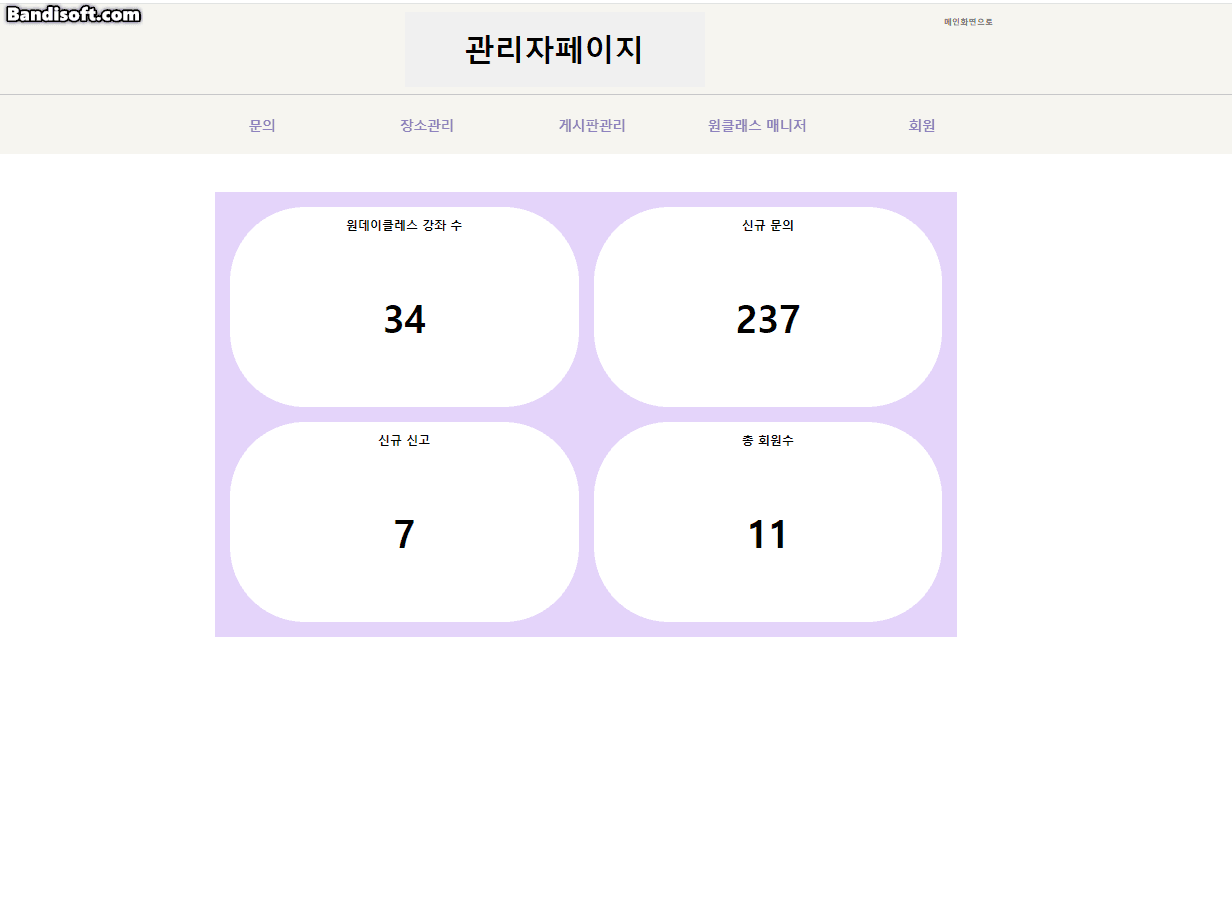 Bandisoft.com
관리자페이지
메인화면으로
문의 장소관리 게시판관리 원클래스 매니저 회원
원데이클레스 강좌 수
34
신규 문의
237
신규 신고
7
총 회원수
11